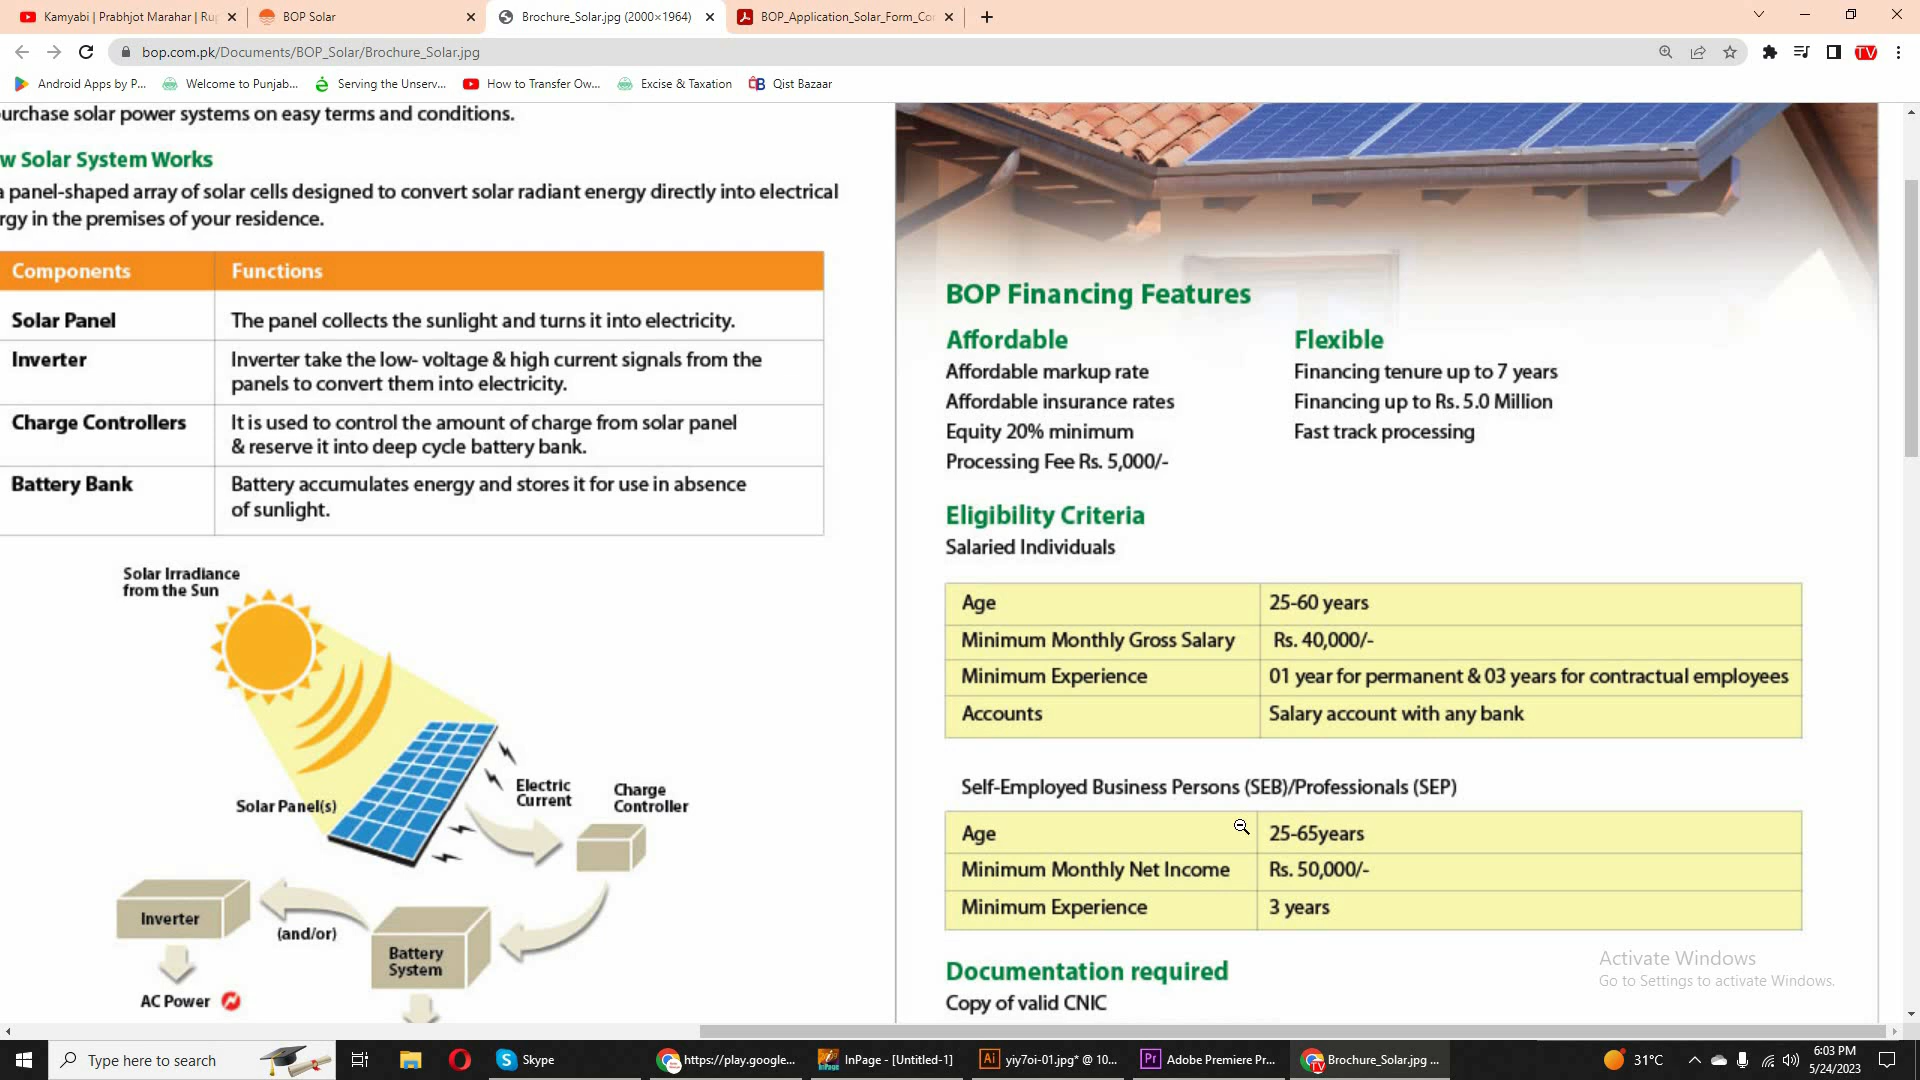 Kamyabi | Prabhjot Marahar | Ru
BOP Solar
Brochure_Solar.jpg (2000×1964)
BOP_Application_Solar_Form_Co
bop.com.pk/Documents/BOP_Solar/Brochure_Solar.jpg
Android Apps by P...
Welcome to Punjab...
Serving the Unserv...
How to Transfer Ow...
Excise & Taxation
Qist Bazaar
urchase solar power systems on easy terms and conditions.
w Solar System Works
a panel-shaped array of solar cells designed to convert solar radiant energy directly into electrical
rgy in the premises of your residence.
Components Functions
Solar Panel The panel collects the sunlight and turns it into electricity.
Inverter Inverter take the low- voltage & high current signals from the
panels to convert them into electricity.
Charge Controllers It is used to control the amount of charge from solar panel
& reserve it into deep cycle battery bank.
Battery Bank Battery accumulates energy and stores it for use in absence
of sunlight.
Solar Irradiance
from the Sun
Solar Panel(s)
Electric
Current
Charge
Controller
Inverter
(and/or)
Battery
System
AC Power
BOP Financing Features
Affordable
Affordable markup rate
Affordable insurance rates
Equity 20% minimum
Processing Fee Rs. 5,000/-
Flexible
Financing tenure up to 7 years
Financing up to Rs. 5.0 Million
Fast track processing
Eligibility Criteria
Salaried Individuals
Age 25-60 years
Minimum Monthly Gross Salary Rs. 40,000/-
Minimum Experience 01 year for permanent & 03 years for contractual employees
Accounts Salary account with any bank
Self-Employed Business Persons (SEB)/Professionals (SEP)
Age 25-65years
Minimum Monthly Net Income Rs. 50,000/-
Minimum Experience 3 years
Documentation required
Copy of valid CNIC
Activate Windows
Go to Settings to activate Windows.
Type here to search
Skype
https://play.google...
InPage - [Untitled-1]
yiy7oi-01.jpg* @ 10...
Adobe Premiere Pr...
Brochure_Solar.jpg ...
31°C
6:03 PM
5/24/2023